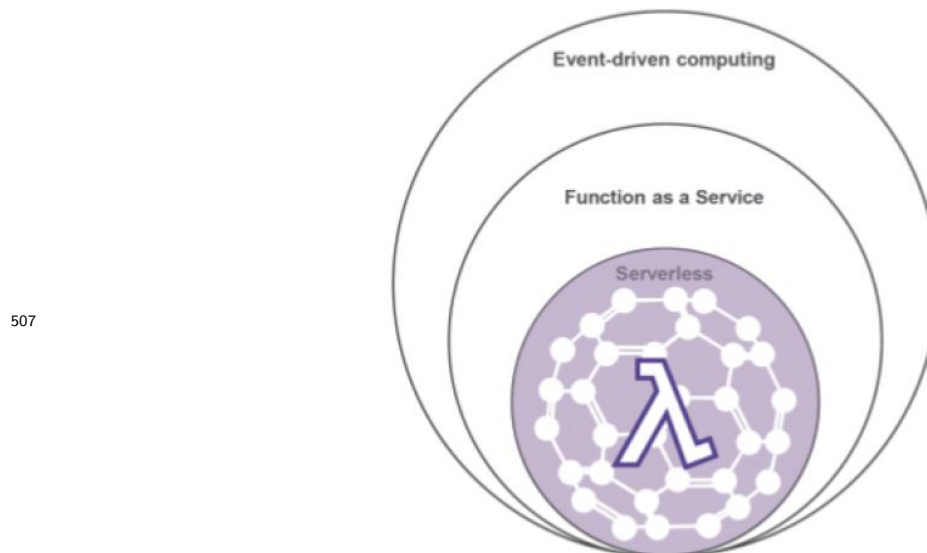 Event-driven computing
Function as a Service
Serverless
507
λ